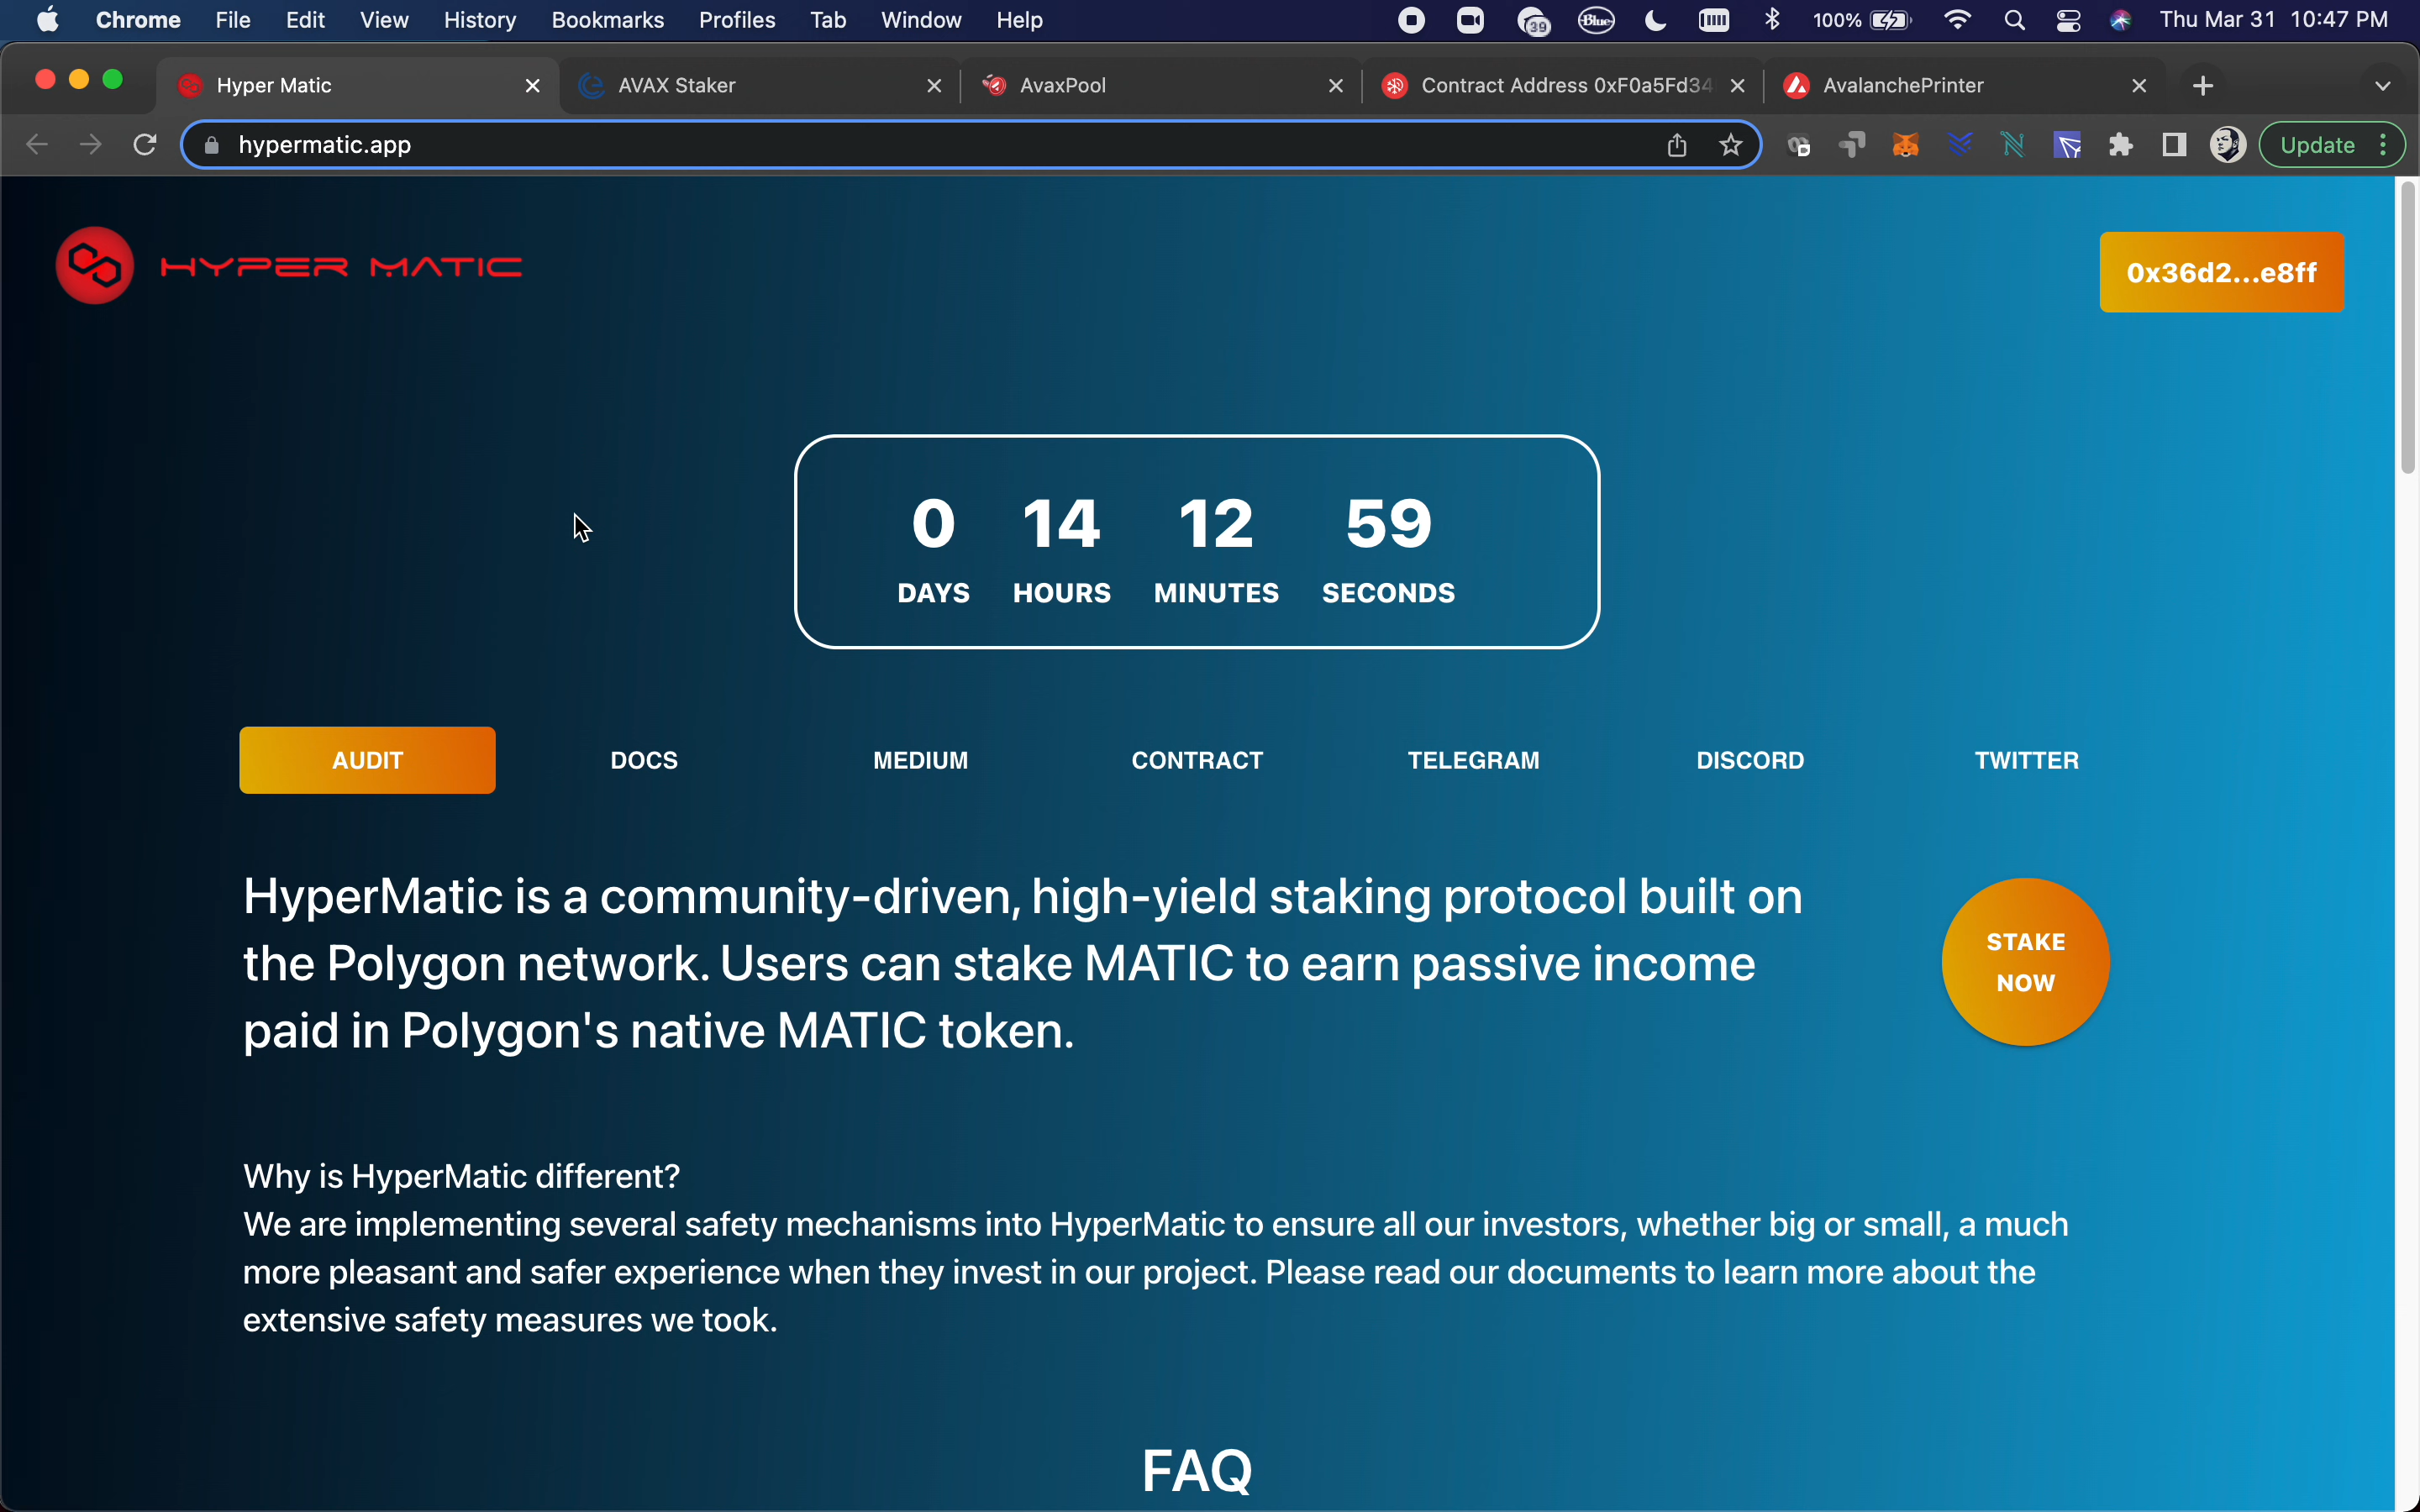 Chrome File Edit View History Bookmarks Profiles Tab Window Help 39 Blue 100% Thu Mar 31 10:47 PM
Hyper Matic AVAX Staker AvaxPool Contract Address 0xF0a5Fd34 AvalanchePrinter
hypermatic.app Update
HYPER MATIC
0x36d2...e8ff
0 14 12 59
DAYS HOURS MINUTES SECONDS
AUDIT DOCS MEDIUM CONTRACT TELEGRAM DISCORD TWITTER
HyperMatic is a community-driven, high-yield staking protocol built on
the Polygon network. Users can stake MATIC to earn passive income
paid in Polygon's native MATIC token.
STAKE
NOW
Why is HyperMatic different?
We are implementing several safety mechanisms into HyperMatic to ensure all our investors, whether big or small, a much
more pleasant and safer experience when they invest in our project. Please read our documents to learn more about the
extensive safety measures we took.
FAQ